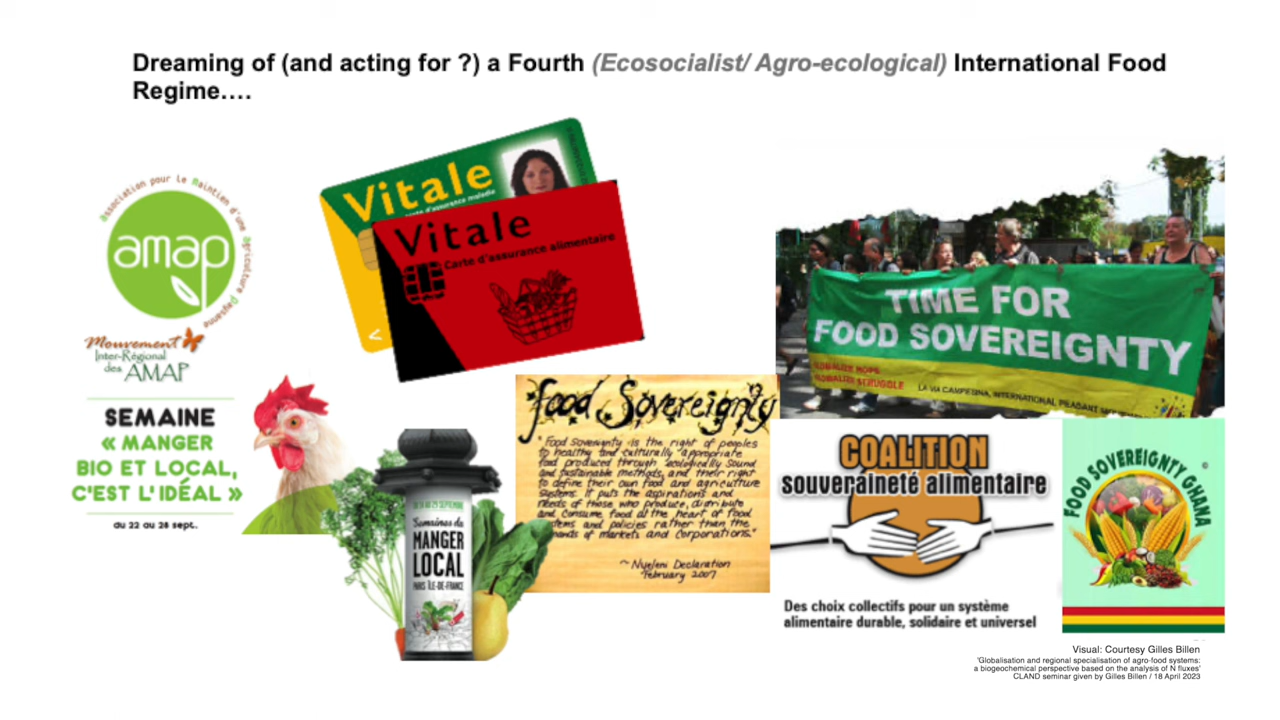 Dreaming of (and acting for ?) a Fourth (Ecosocialist/ Agro-ecological) International Food
Regime....
association pour le maintien d'une agriculture paysanne
amap
Mouvement
Inter-Régional
des AMAP
SEMAINE
« MANGER
BIO ET LOCAL,
C'EST L'IDÉAL »
du 22 au 28 sept.
Vitale
carte d'assurance maladie
Vitale
Carte d'assurance alimentaire
Semaines du
MANGER
LOCAL
PARIS ÎLE-DE-FRANCE
Food Sovereignty
"Food Sovereignty is the right of peoples
to healthy and culturally appropriate
food produced through ecologically sound
and sustainable methods, and their right
to define their own food and agriculture
systems. It puts the aspirations and
needs of those who produce, distribute
and consume food at the heart of food
systems and policies rather than the
demands of markets and corporations."
~ Nyeleni Declaration
February 2007
TIME FOR
FOOD SOVEREIGNTY
GLOBALIZE HOPE
GLOBALIZE STRUGGLE
LA VIA CAMPESINA, INTERNATIONAL PEASANT
COALITION
souveraineté alimentaire
Des choix collectifs pour un système
alimentaire durable, solidaire et universel
FOOD SOVEREIGNTY GHANA
Visual: Courtesy Gilles Billen
'Globalisation and regional specialisation of agro-food systems:
a biogeochemical perspective based on the analysis of N fluxes'
CLAND seminar given by Gilles Billen / 18 April 2023